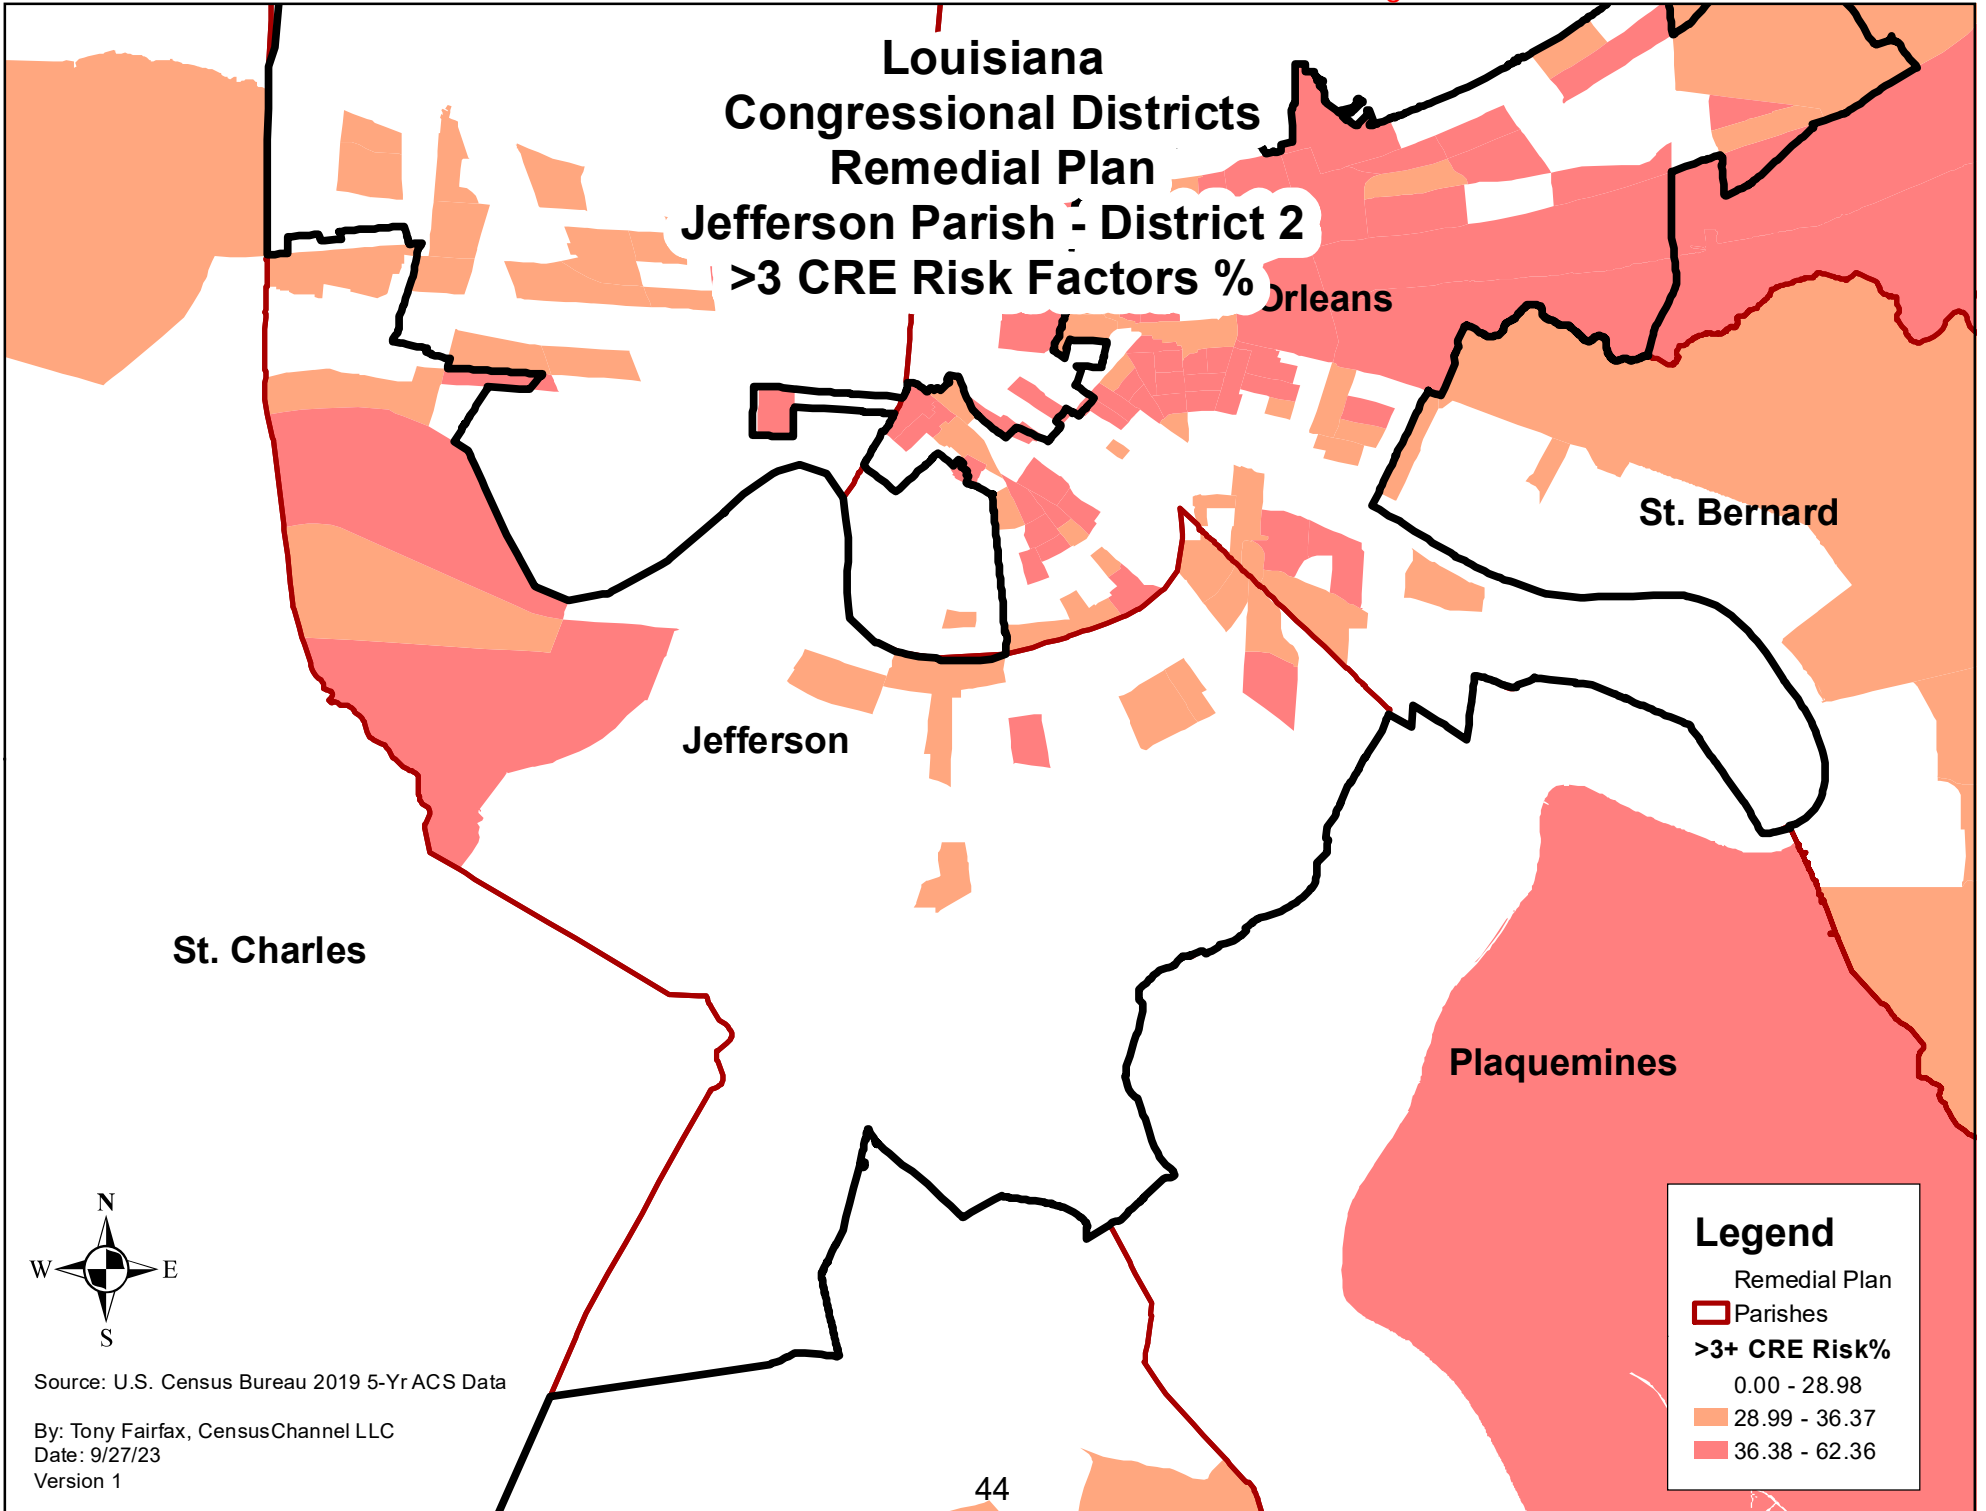 Louisiana
Congressional Districts
Remedial Plan
Jefferson Parish - District 2
>3 CRE Risk Factors %
Orleans
St. Bernard
Jefferson
St. Charles
Plaquemines
N
W E
S
Legend
Remedial Plan
Parishes
>3+ CRE Risk%
0.00 - 28.98
28.99 - 36.37
36.38 - 62.36
Source: U.S. Census Bureau 2019 5-Yr ACS Data
By: Tony Fairfax, CensusChannel LLC
Date: 9/27/23
Version 1
44